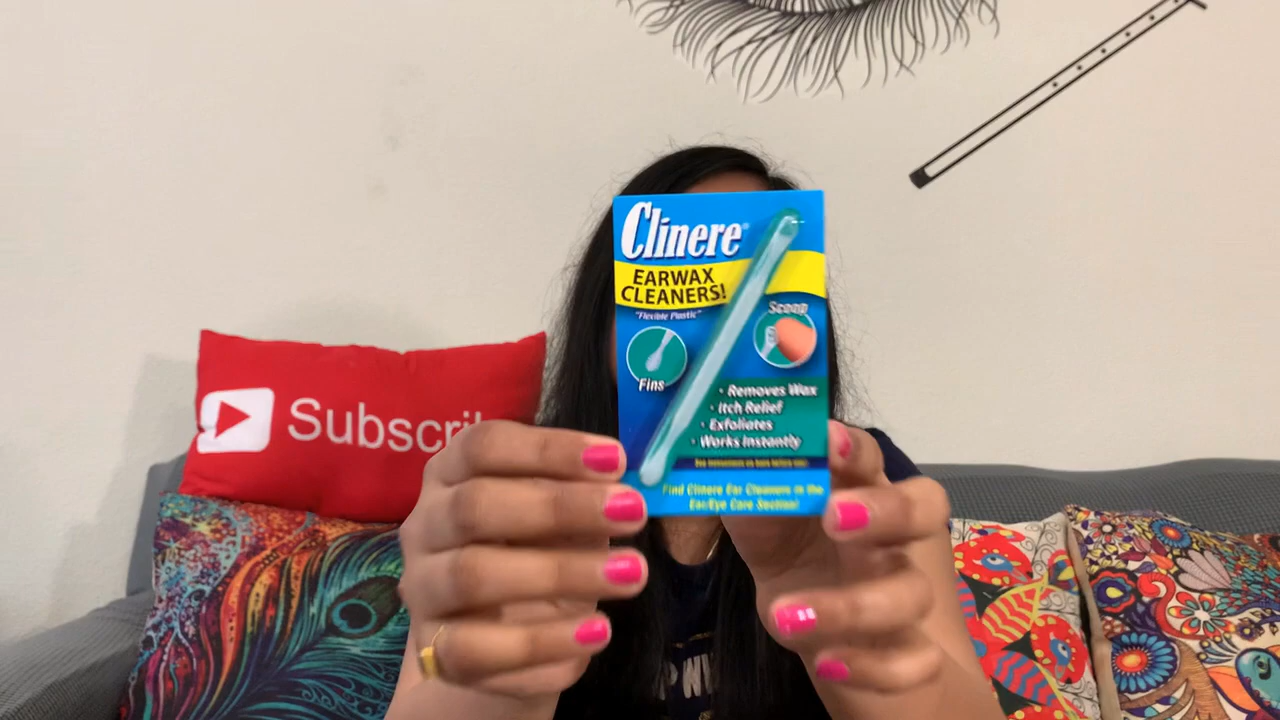 Clinere®
EARWAX
CLEANERS!
"Flexible Plastic"
Scoop
Fins
· Removes Wax
· Itch Relief
· Exfoliates
· Works Instantly
Find Clinere Ear Cleaners in the
Ear/Eye Care Section!
Subscri